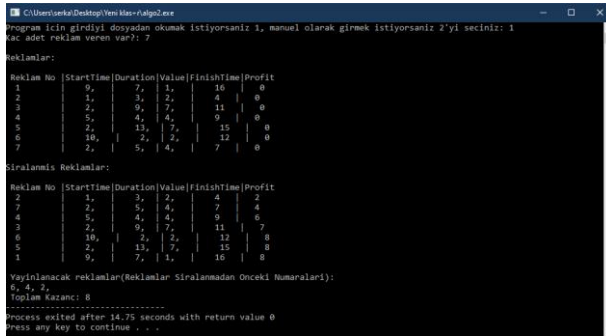 C:\Users\serka\Desktop\Yeni klas÷r\algo2.exe
Program icin girdiyi dosyadan okumak istiyorsaniz 1, manuel olarak girmek istiyorsaniz 2'yi seciniz: 1
Kac adet reklam veren var?: 7
Reklamlar:
Reklam No |StartTime|Duration|Value|FinishTime|Profit
1 | 9, | 7, | 1, | 16 | 0
2 | 1, | 3, | 2, | 4 | 0
3 | 2, | 9, | 7, | 11 | 0
4 | 5, | 4, | 4, | 9 | 0
5 | 2, | 13, | 7, | 15 | 0
6 | 10, | 2, | 2, | 12 | 0
7 | 2, | 5, | 4, | 7 | 0
Siralanmis Reklamlar:
Reklam No |StartTime|Duration|Value|FinishTime|Profit
2 | 1, | 3, | 2, | 4 | 2
7 | 2, | 5, | 4, | 7 | 4
4 | 5, | 4, | 4, | 9 | 6
3 | 2, | 9, | 7, | 11 | 7
6 | 10, | 2, | 2, | 12 | 8
5 | 2, | 13, | 7, | 15 | 8
1 | 9, | 7, | 1, | 16 | 8
Yayinlanacak reklamlar(Reklamlar Siralanmadan Onceki Numaralari):
6, 4, 2,
Toplam Kazanc: 8
--------------------------------
Process exited after 14.75 seconds with return value 0
Press any key to continue . . .